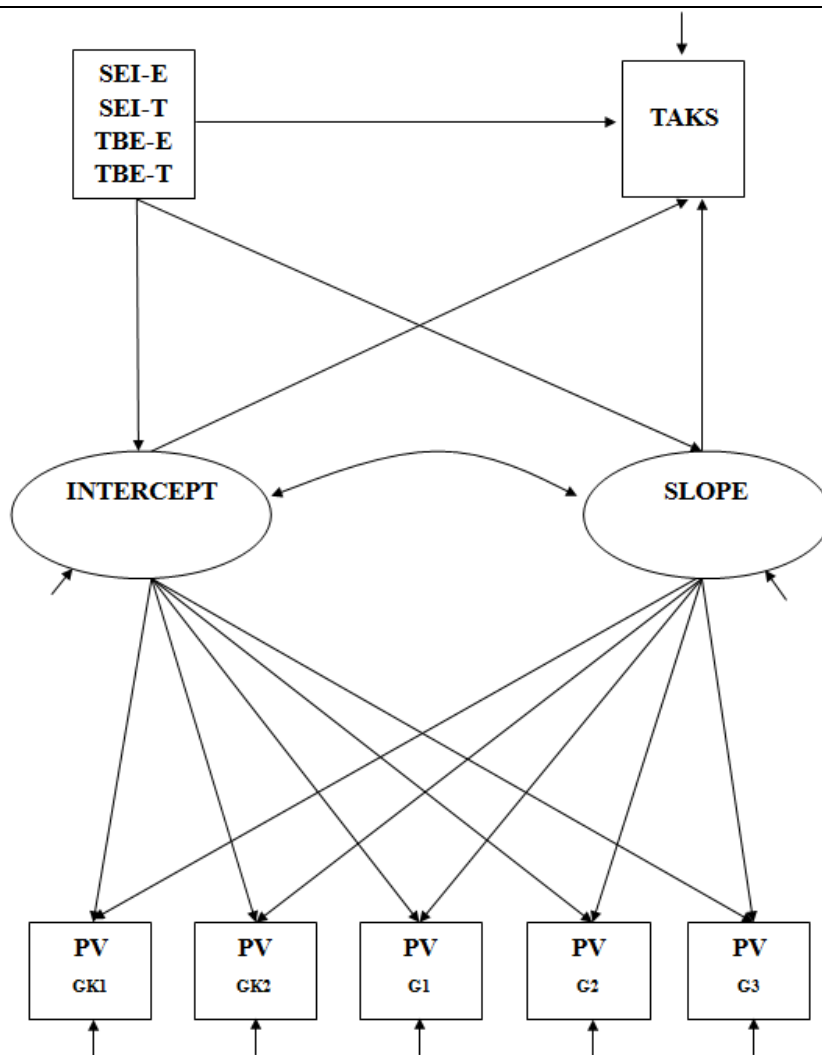 SEI-E
SEI-T
TBE-E
TBE-T
TAKS
INTERCEPT
SLOPE
PV
GK1
PV
GK2
PV
G1
PV
G2
PV
G3